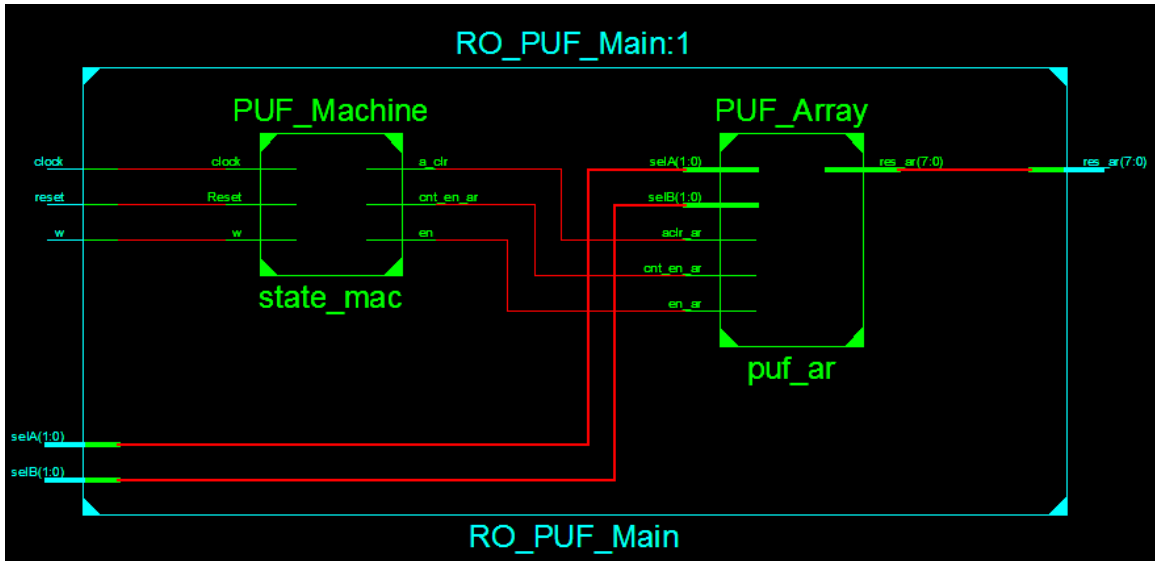 RO_PUF_Main:1
PUF_Machine
PUF_Array
clock
clock
a_clr
selA(1:0)
res_ar(7:0)
res_ar(7:0)
reset
Reset
cnt_en_ar
selB(1:0)
w
w
en
aclr_ar
cnt_en_ar
state_mac
en_ar
puf_ar
selA(1:0)
selB(1:0)
RO_PUF_Main